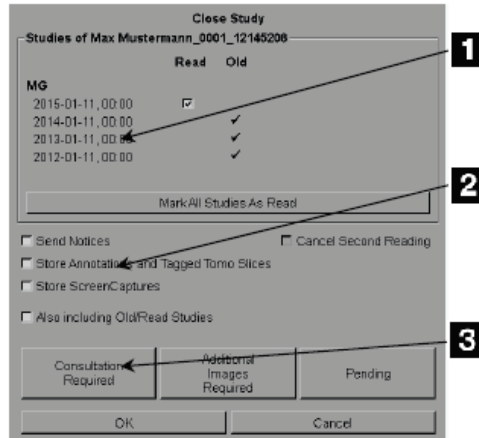 Close Study
Studies of Max Mustermann_0001_12145206
Read Old
MG
2015-01-11, 00:00
2014-01-11, 00:00
2013-01-11, 00:00
2012-01-11, 00:00
Mark All Studies As Read
Send Notices
Cancel Second Reading
Store Annotations and Tagged Tomo Slices
Store ScreenCaptures
Also including Old/Read Studies
Consultation
Required
Additional
Images
Required
Pending
OK
Cancel
1
2
3